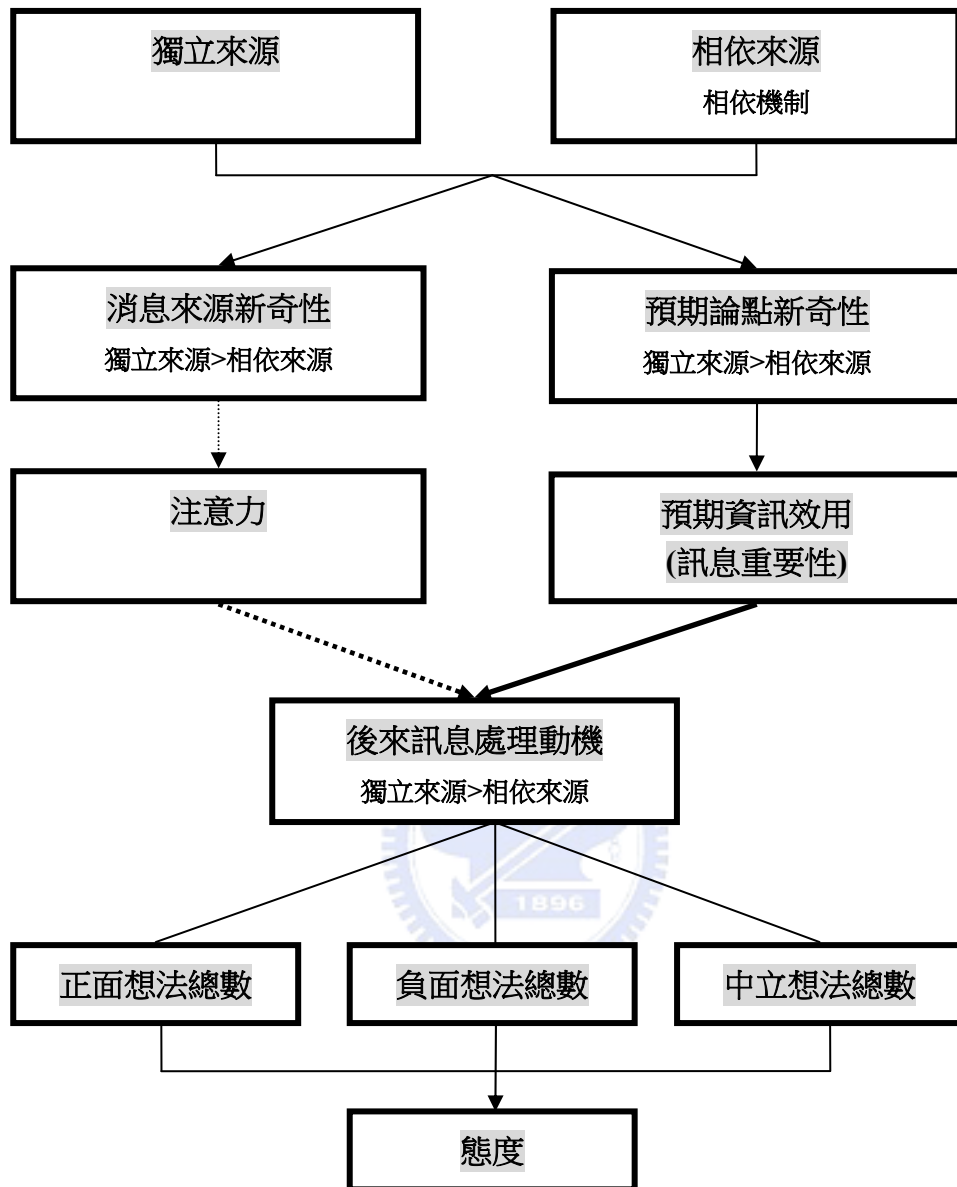 獨立來源
相依來源
相依機制
消息來源新奇性
獨立來源>相依來源
預期論點新奇性
獨立來源>相依來源
注意力
預期資訊效用
(訊息重要性)
後來訊息處理動機
獨立來源>相依來源
1896
正面想法總數
負面想法總數
中立想法總數
態度